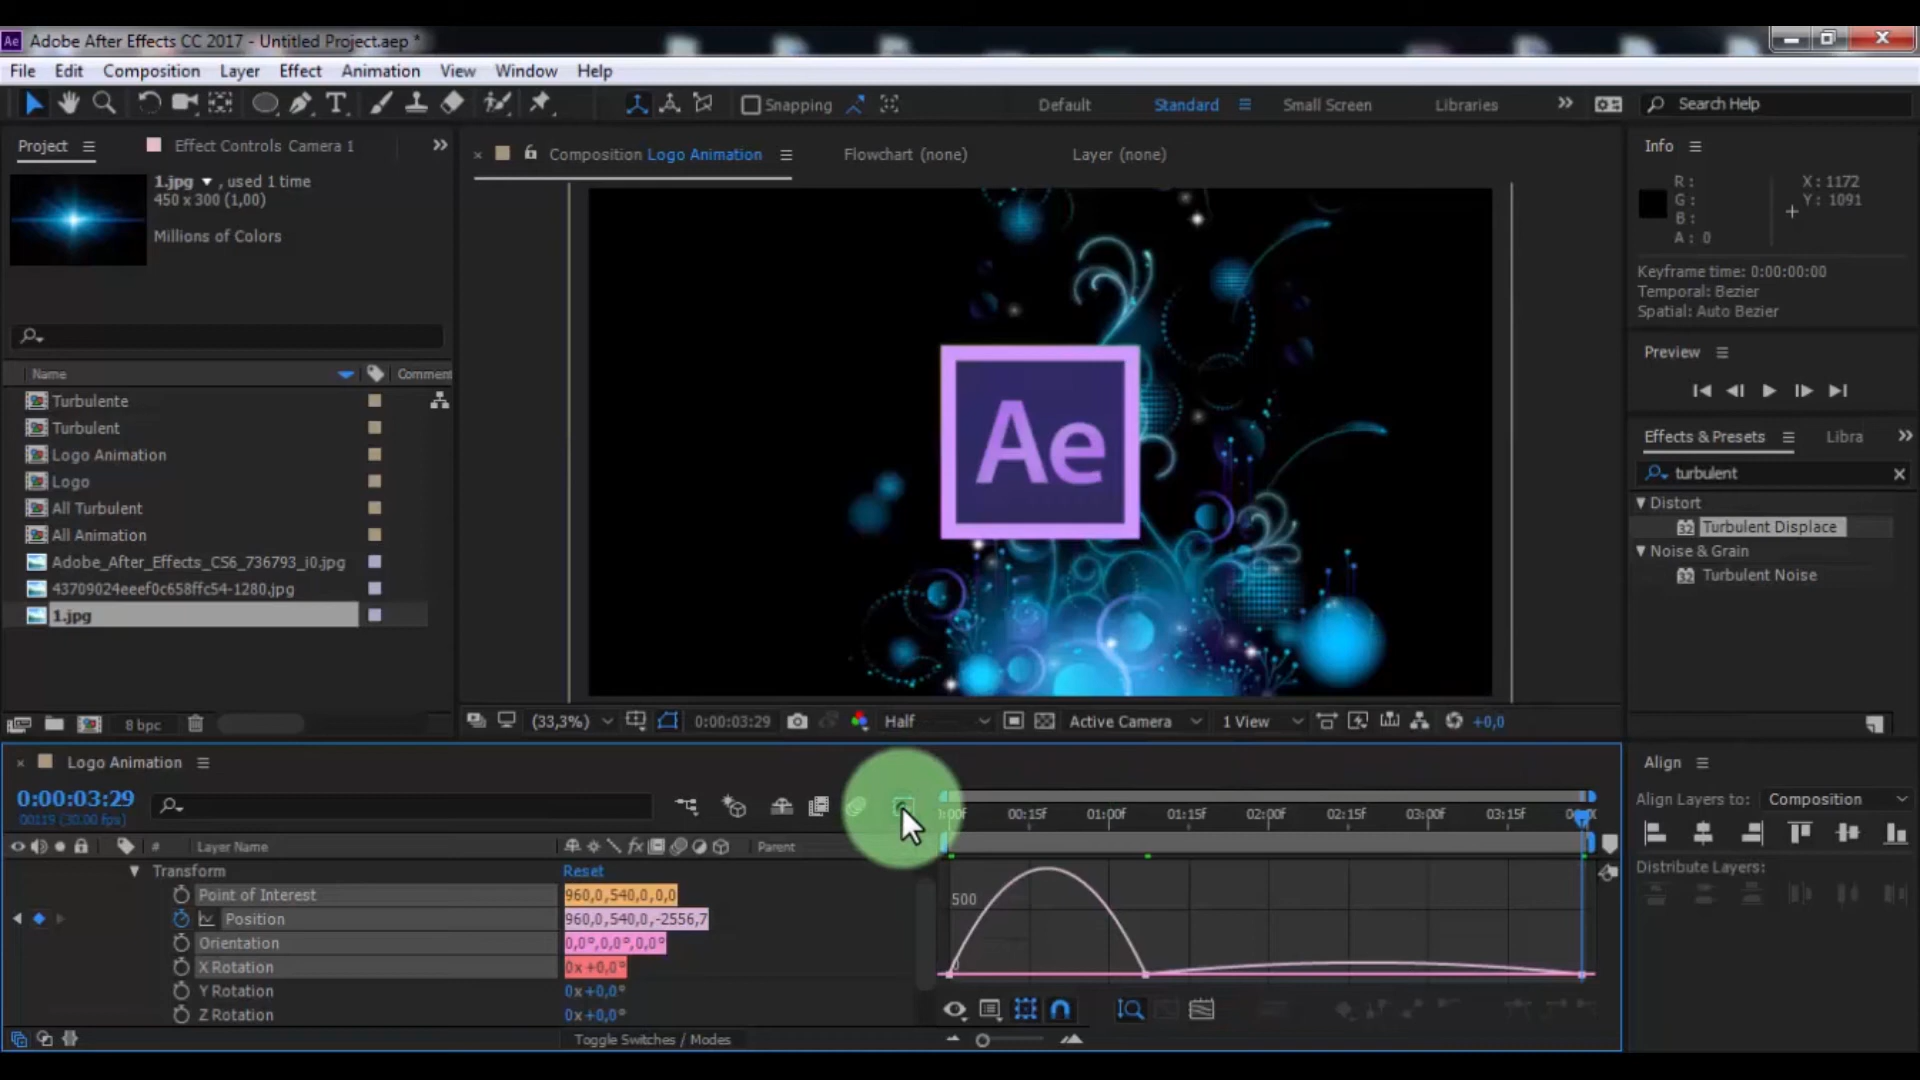 Adobe After Effects CC 2017 - Untitled Project.aep *
File Edit Composition Layer Effect Animation View Window Help
Snapping Default Standard Small Screen Libraries Search Help
Project Effect Controls Camera 1
1.jpg , used 1 time
450 x 300 (1,00)
Millions of Colors
Name Comment
Turbulente
Turbulent
Logo Animation
Logo
All Turbulent
All Animation
Adobe_After_Effects_CS6_736793_i0.jpg
43709024eeef0c658ffc54-1280.jpg
1.jpg
8 bpc
Composition Logo Animation Flowchart (none) Layer (none)
Ae
(33,3%) 0:00:03:29 Half Active Camera 1 View +0,0
Info
R :
G :
B :
A : 0
X : 1172
Y : 1091
Keyframe time: 0:00:00:00
Temporal: Bezier
Spatial: Auto Bezier
Preview
Effects & Presets Libra
turbulent
Distort
32 Turbulent Displace
Noise & Grain
32 Turbulent Noise
Logo Animation
0:00:03:29
00119 (30.00 fps)
# Layer Name fx Parent
Transform Reset
Point of Interest 960,0,540,0,0,0
Position 960,0,540,0,-2556,7
Orientation 0,0°,0,0°,0,0°
X Rotation 0x+0,0°
Y Rotation 0x+0,0°
Z Rotation 0x+0,0°
Toggle Switches / Modes
:00f 00:15f 01:00f 01:15f 02:00f 02:15f 03:00f 03:15f
500
0
Align
Align Layers to: Composition
Distribute Layers: